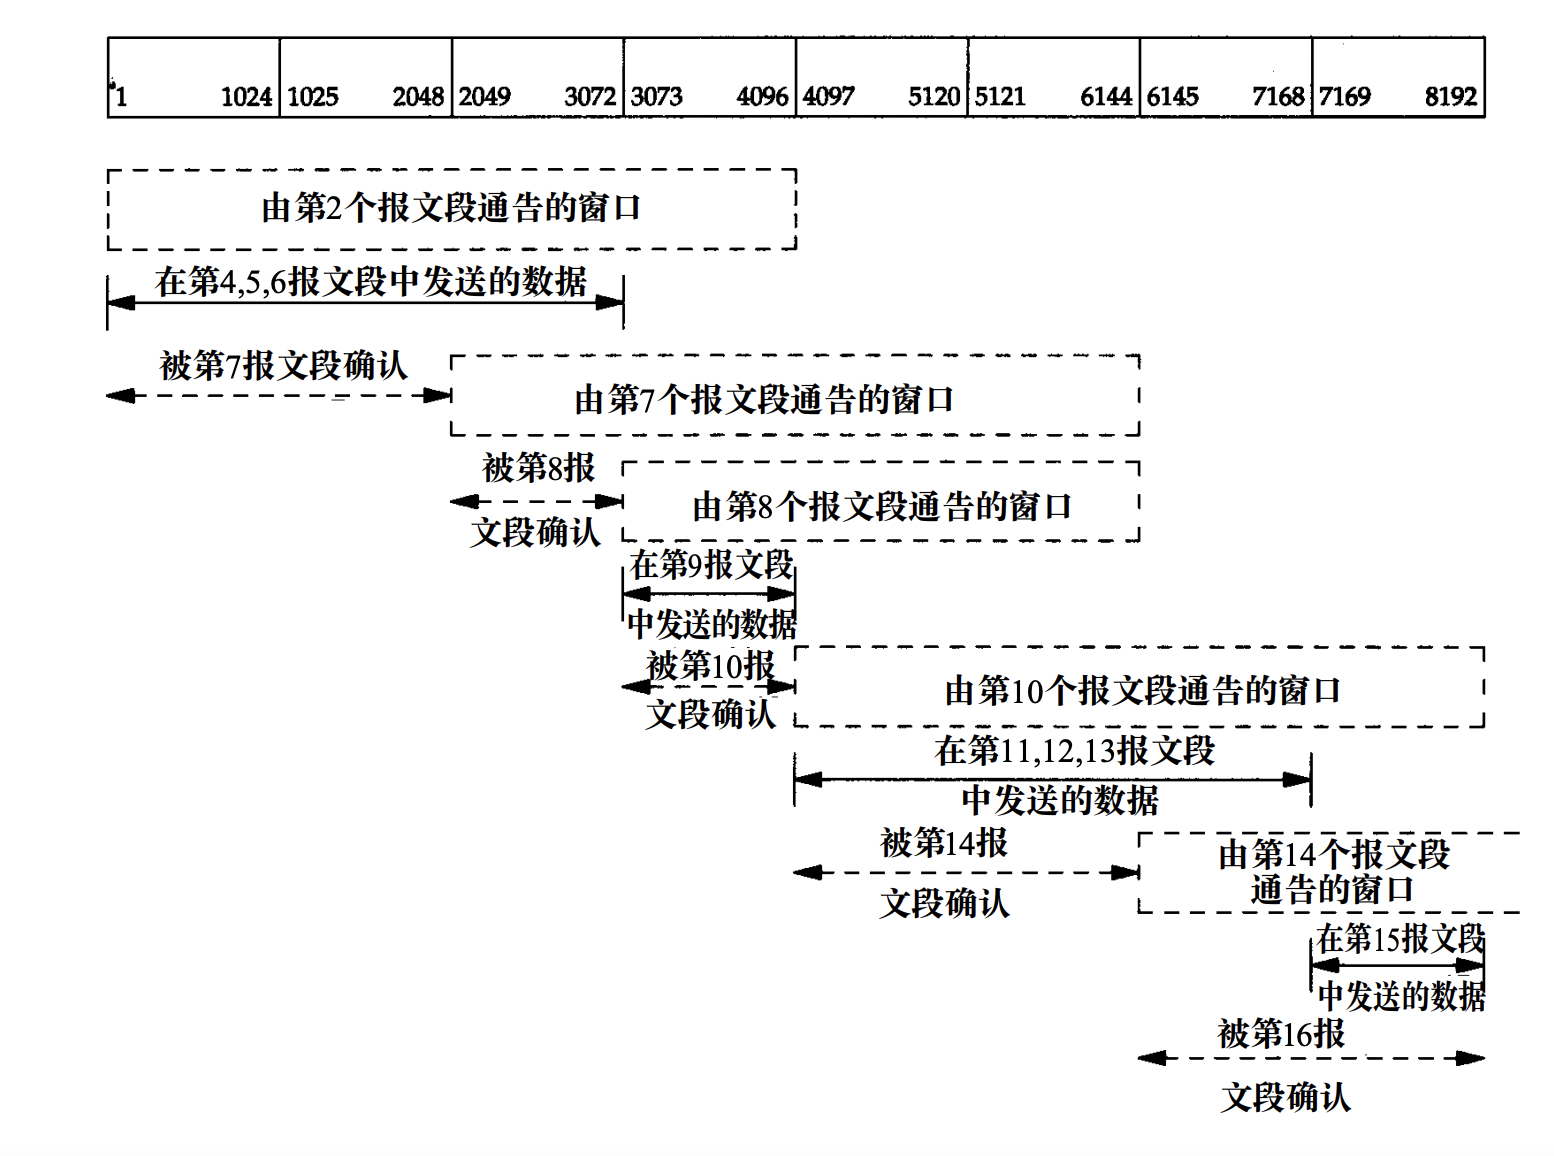 1 1024 1025 2048 2049 3072 3073 4096 4097 5120 5121 6144 6145 7168 7169 8192
由第2个报文段通告的窗口
在第4,5,6报文段中发送的数据
被第7报文段确认
由第7个报文段通告的窗口
被第8报
文段确认
由第8个报文段通告的窗口
在第9报文段
中发送的数据
被第10报
文段确认
由第10个报文段通告的窗口
在第11,12,13报文段
中发送的数据
被第14报
文段确认
由第14个报文段
通告的窗口
在第15报文段
中发送的数据
被第16报
文段确认